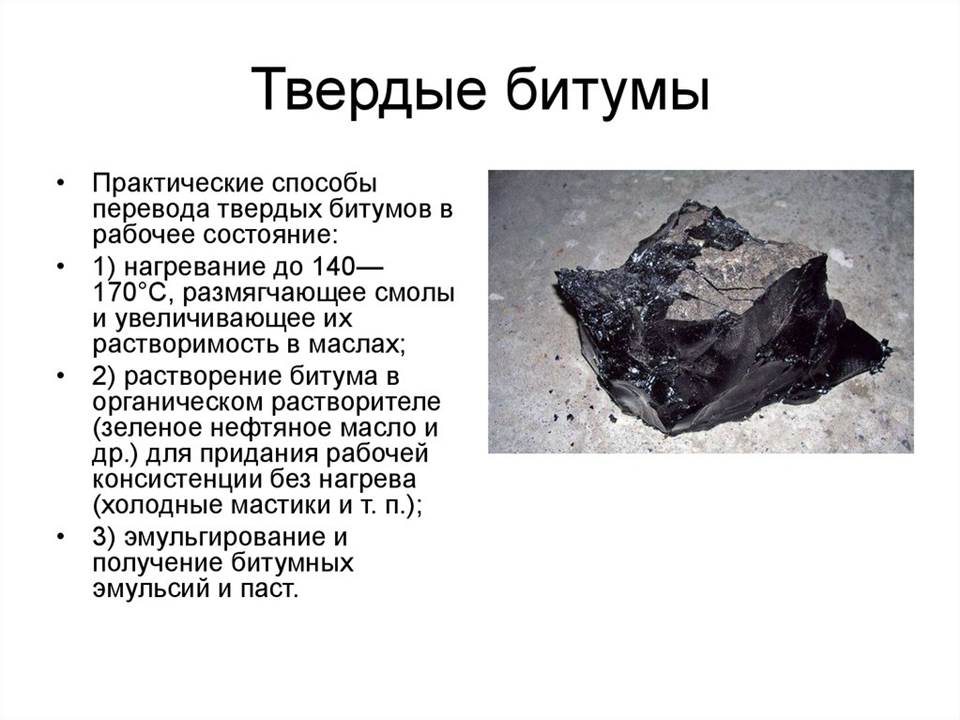 Твердые битумы
• Практические способы
перевода твердых битумов в
рабочее состояние:
• 1) нагревание до 140—
170°С, размягчающее смолы
и увеличивающее их
растворимость в маслах;
• 2) растворение битума в
органическом растворителе
(зеленое нефтяное масло и
др.) для придания рабочей
консистенции без нагрева
(холодные мастики и т. п.);
• 3) эмульгирование и
получение битумных
эмульсий и паст.